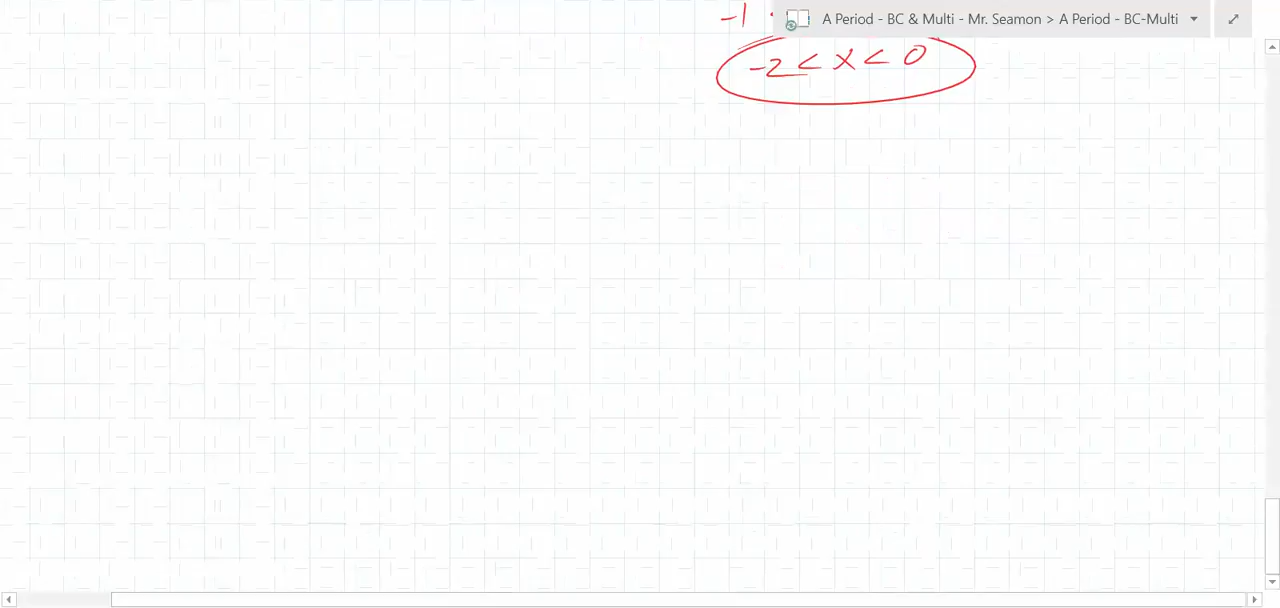 A Period - BC & Multi - Mr. Seamon > A Period - BC-Multi
-1
-2 < x < 0